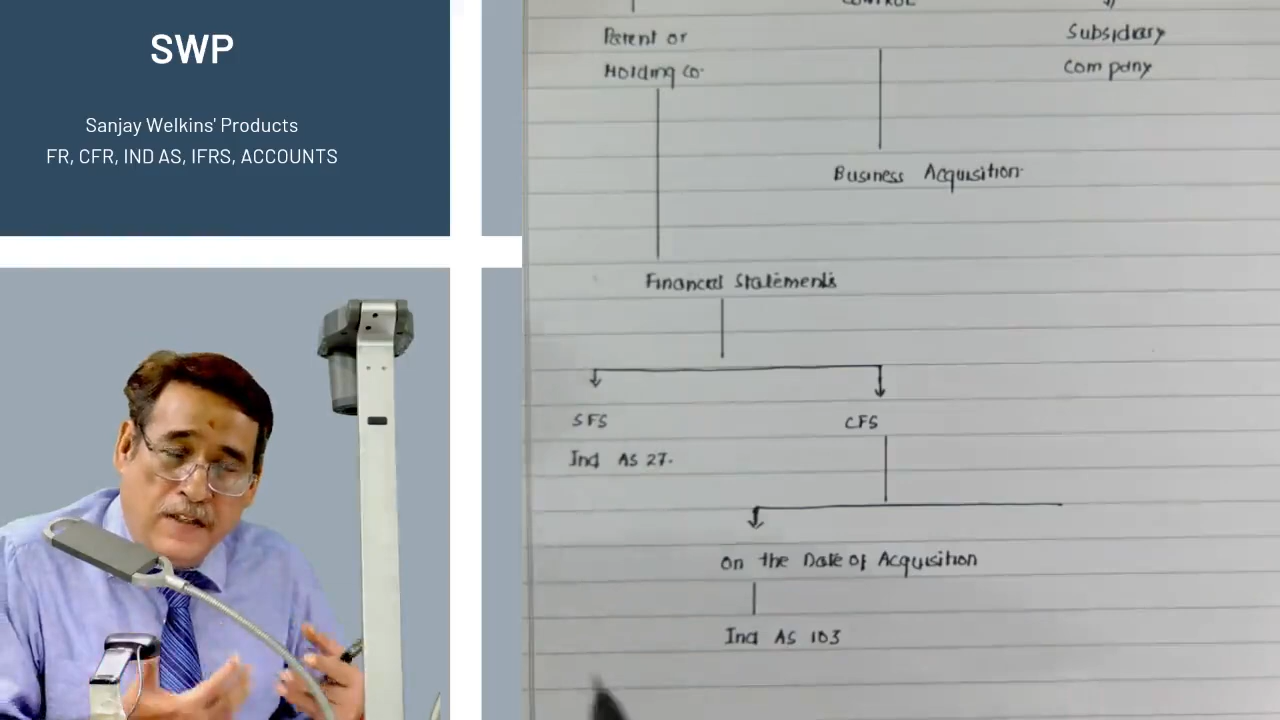 SWP
Sanjay Welkins' Products
FR, CFR, IND AS, IFRS, ACCOUNTS
CONTROL
Parent or
Holding Co.
Subsidiary
Company
Business Acquisition
Financial Statements
SFS
CFS
Ind AS 27.
on the Date of Acquisition
Ind AS 103